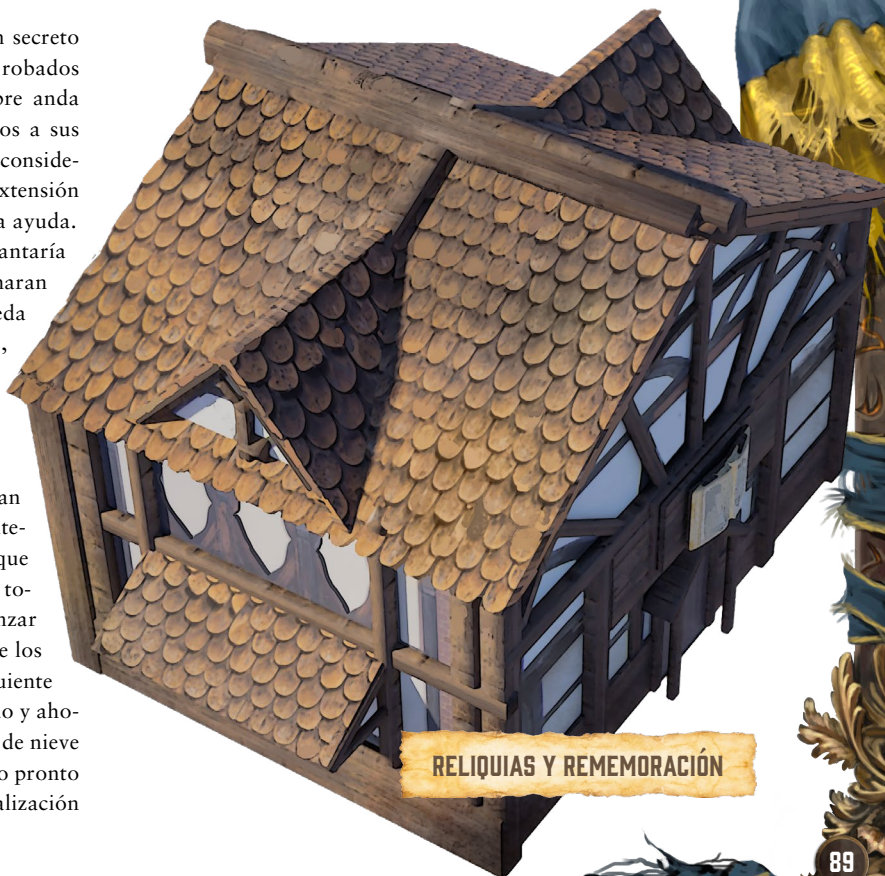 n secreto
robados
bre anda
os a sus
conside-
extensión
a ayuda.
antaría
naran
eda
,
an
te-
que
to-
nzar
e los
uiente
o y aho-
de nieve
o pronto
alización
RELIQUIAS Y REMEMORACIÓN
89